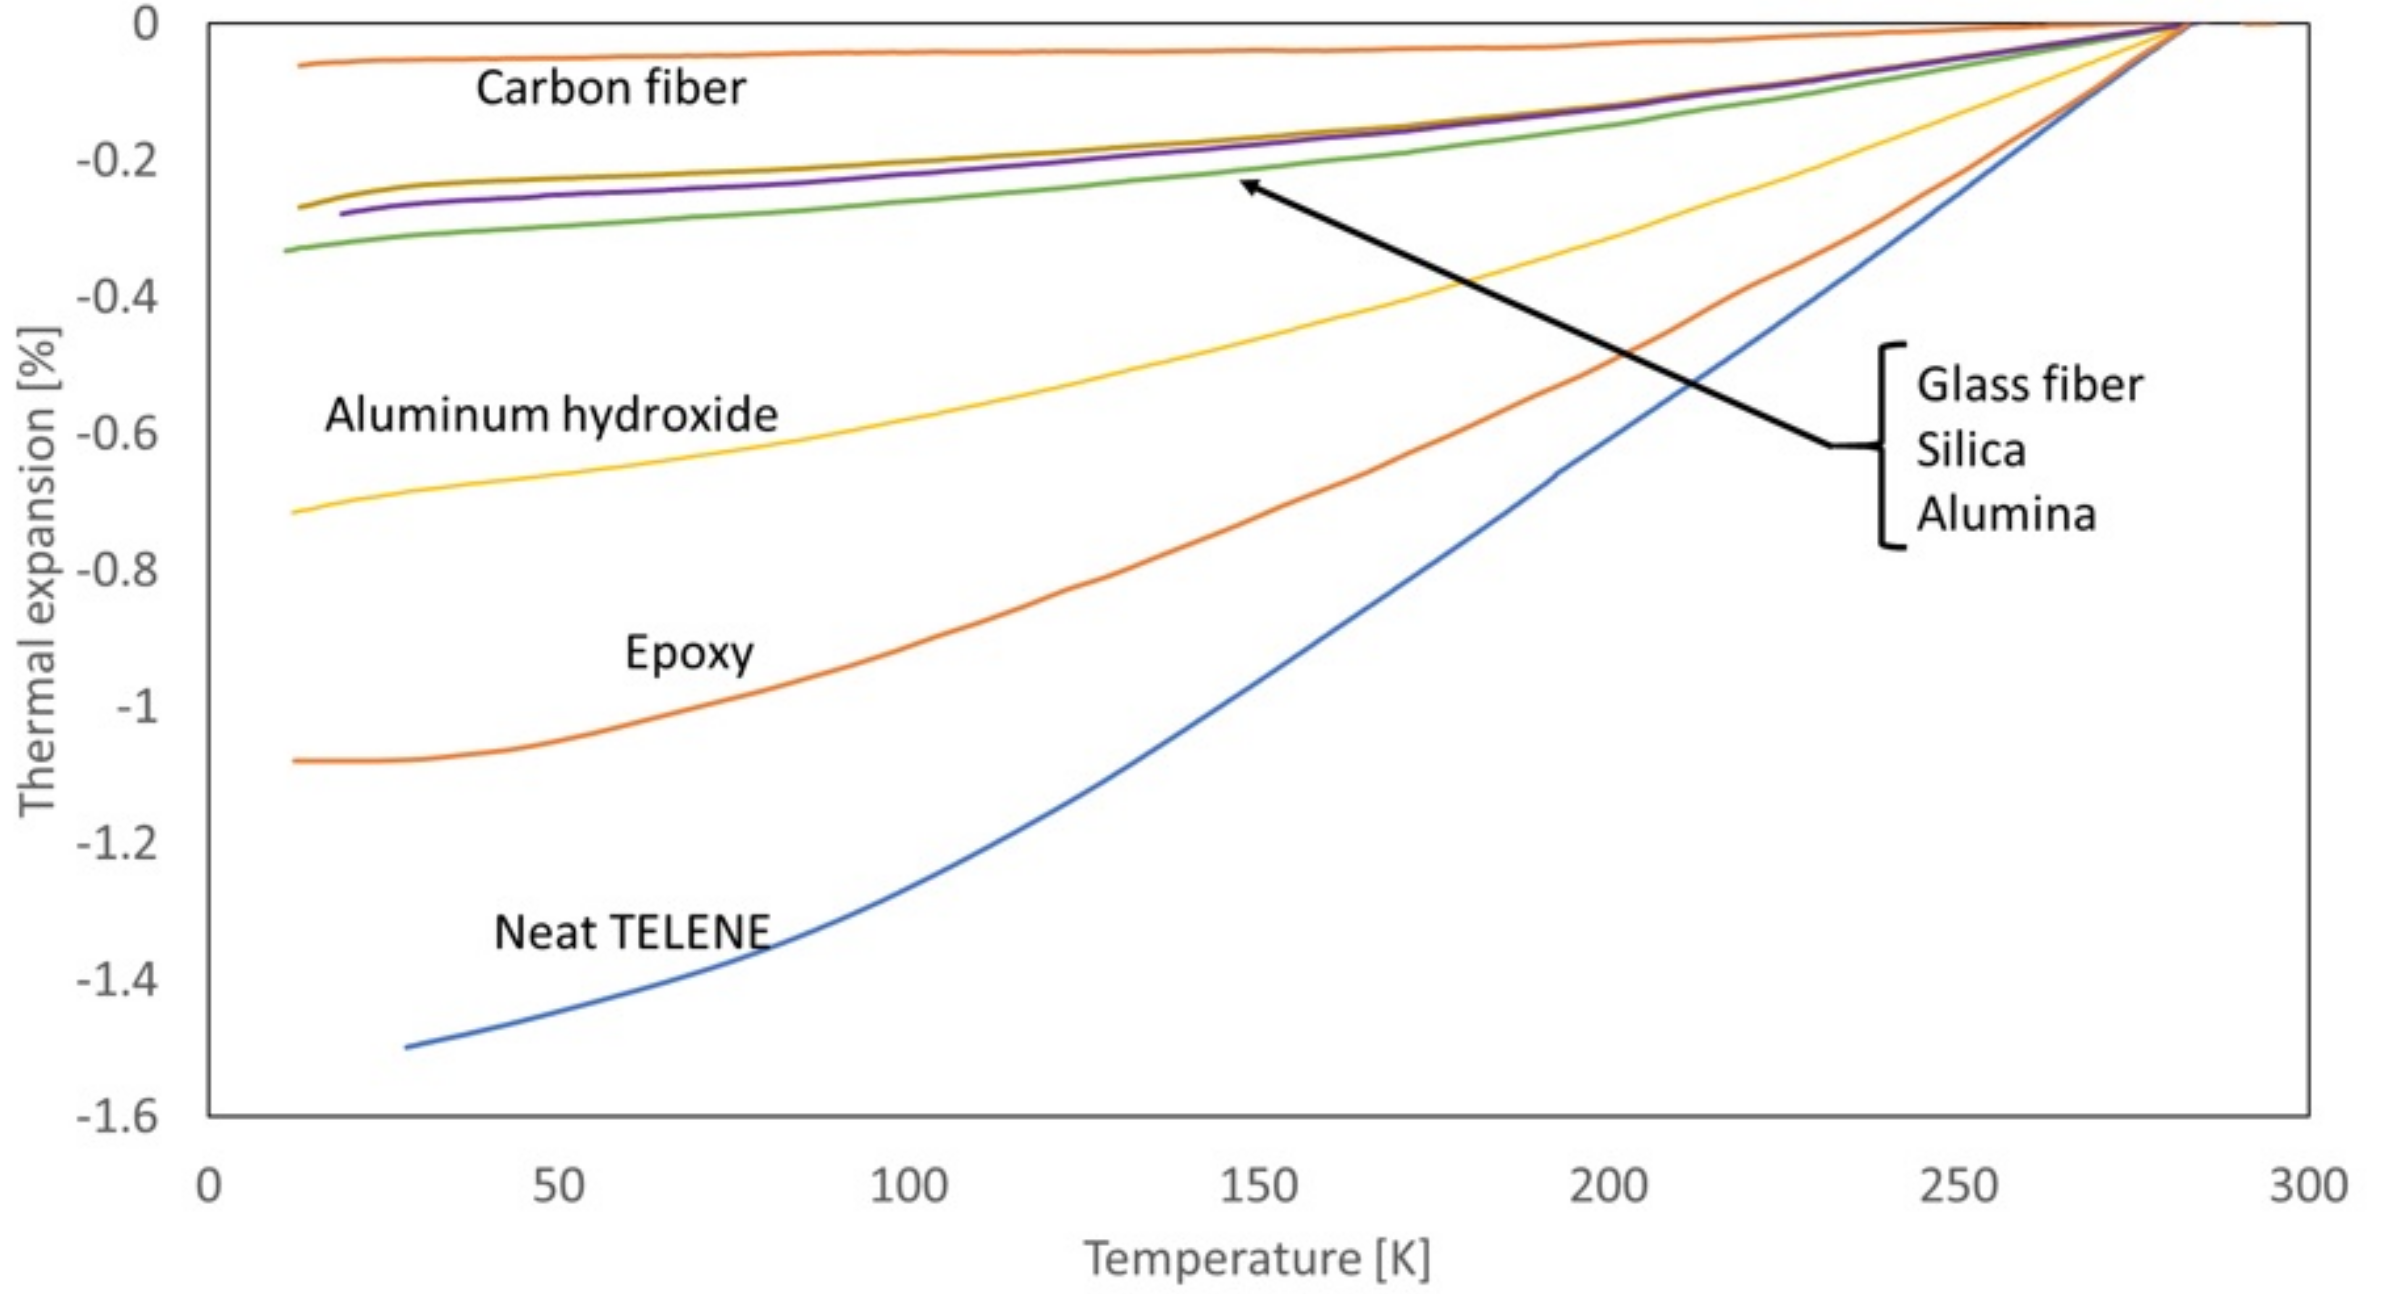 0
-0.2
-0.4
-0.6
-0.8
-1
-1.2
-1.4
-1.6
Thermal expansion [%]
Carbon fiber
Aluminum hydroxide
Glass fiber
Silica
Alumina
Epoxy
Neat TELENE
0 50 100 150 200 250 300
Temperature [K]